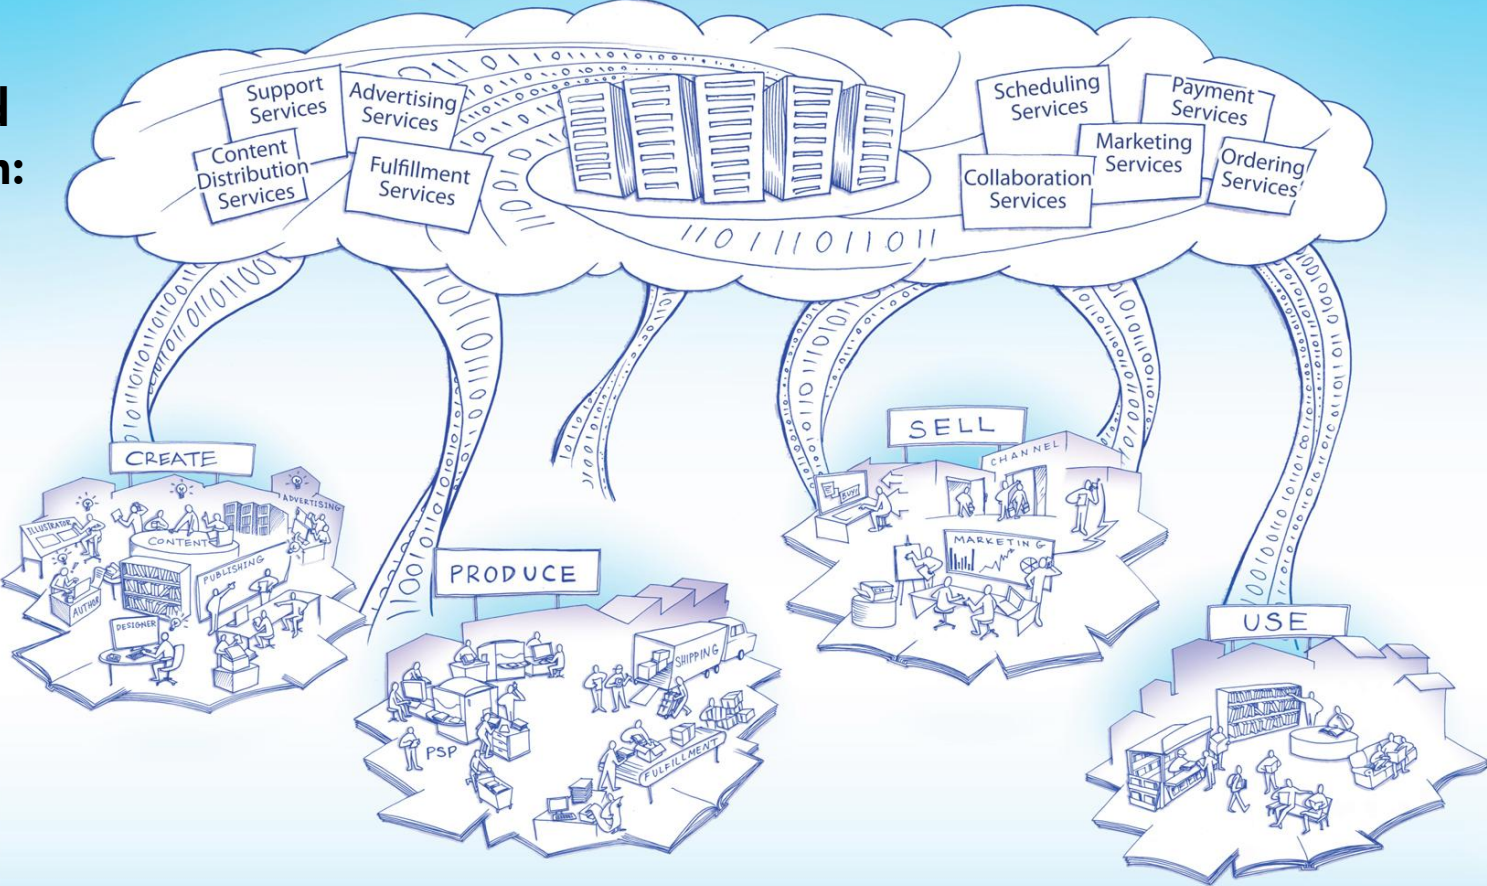 n:
Support
Services
Advertising
Services
Content
Distribution
Services
Fulfillment
Services
Scheduling
Services
Payment
Services
Marketing
Services
Ordering
Services
Collaboration
Services
110111011011
CREATE
ILLUSTRATOR
ADVERTISING
CONTENT
PUBLISHING
AUTHOR
DESIGNER
PRODUCE
SHIPPING
PSP
FULFILLMENT
SELL
CHANNEL
BUY!
MARKETING
USE